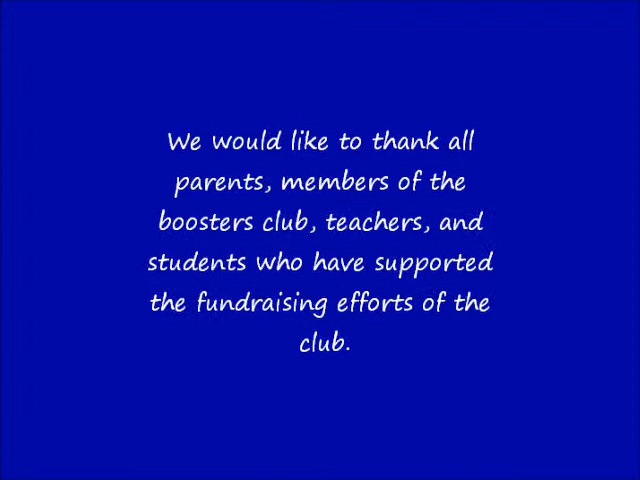 We would like to thank all
parents, members of the
boosters club, teachers, and
students who have supported
the fundraising efforts of the
club.